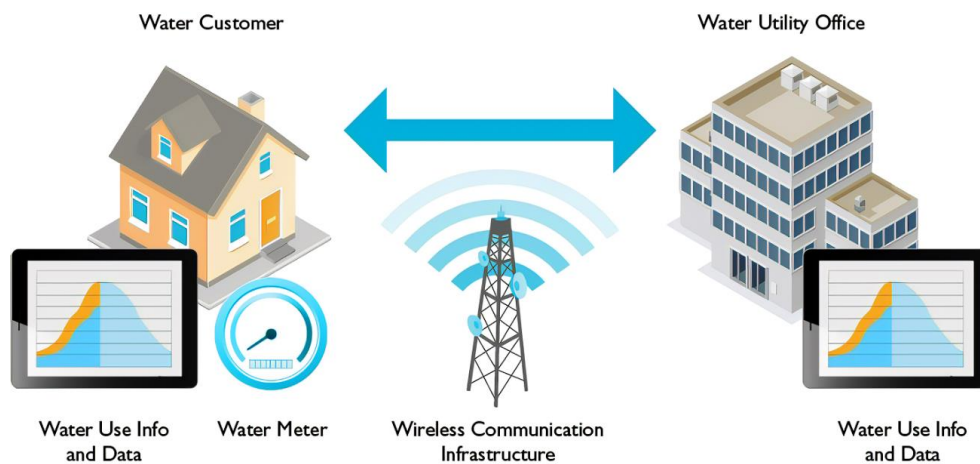 Water Customer
Water Utility Office
Water Use Info
and Data
Water Meter
Wireless Communication
Infrastructure
Water Use Info
and Data